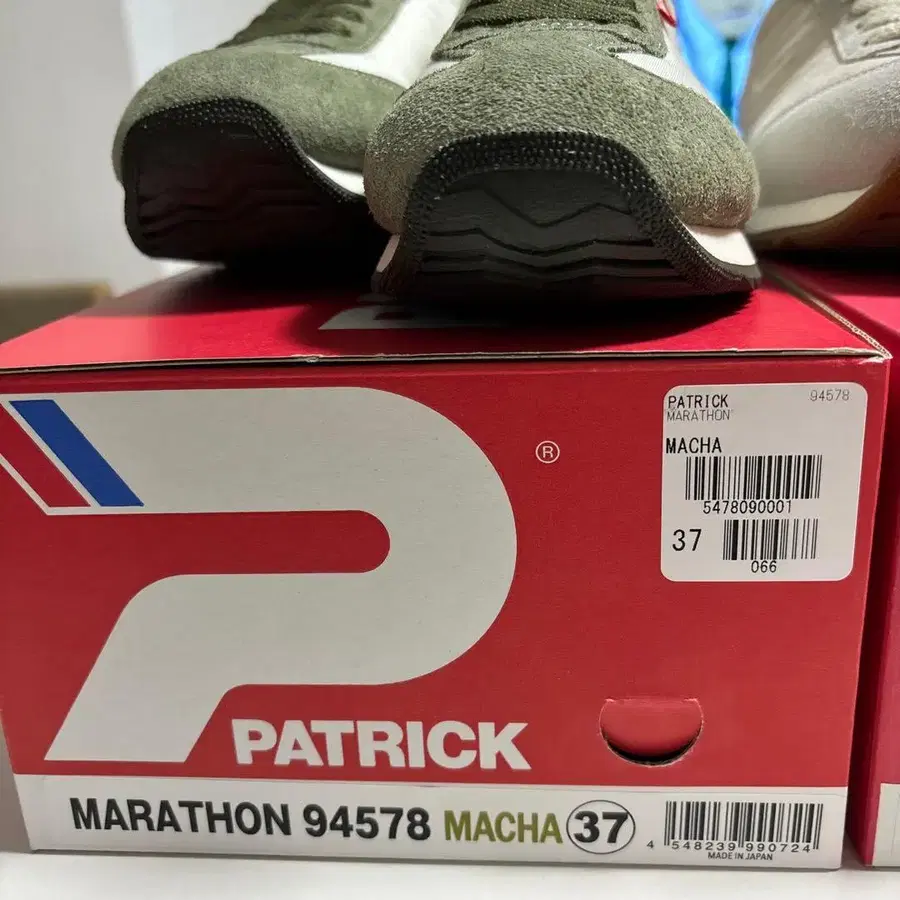 ®
PATRICK 94578
"MARATHON"
MACHA
5478090001
37
066
PATRICK
MARATHON 94578 MACHA 37
4 548239 990724
MADE IN JAPAN